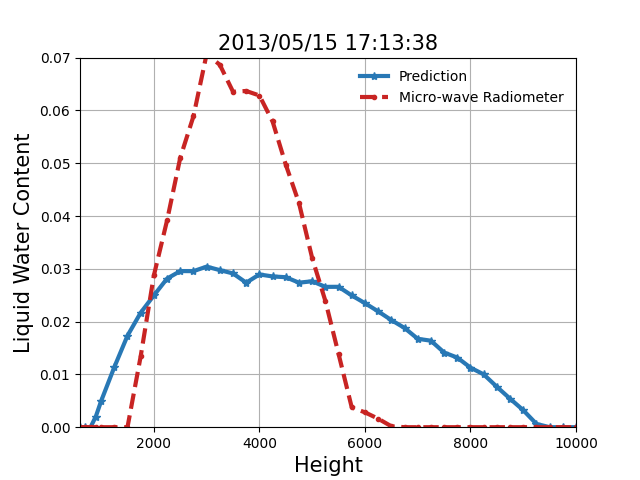 2013/05/15 17:13:38
Prediction
Micro-wave Radiometer
Liquid Water Content
0.07
0.06
0.05
0.04
0.03
0.02
0.01
0.00
2000 4000 6000 8000 10000
Height